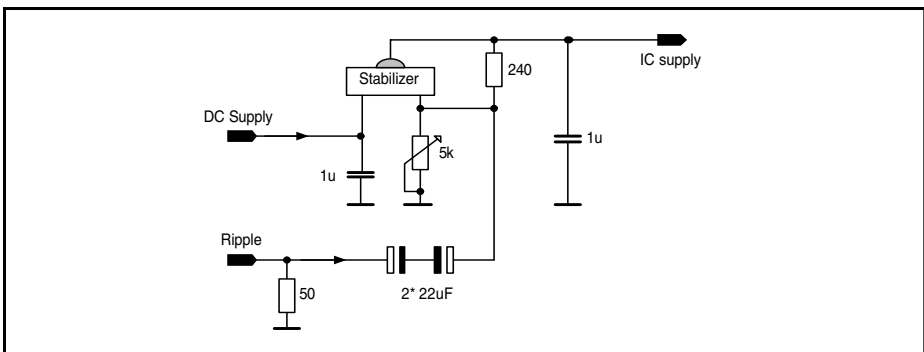 IC supply
240
Stabilizer
DC Supply
1u
5k
1u
Ripple
50
2* 22uF